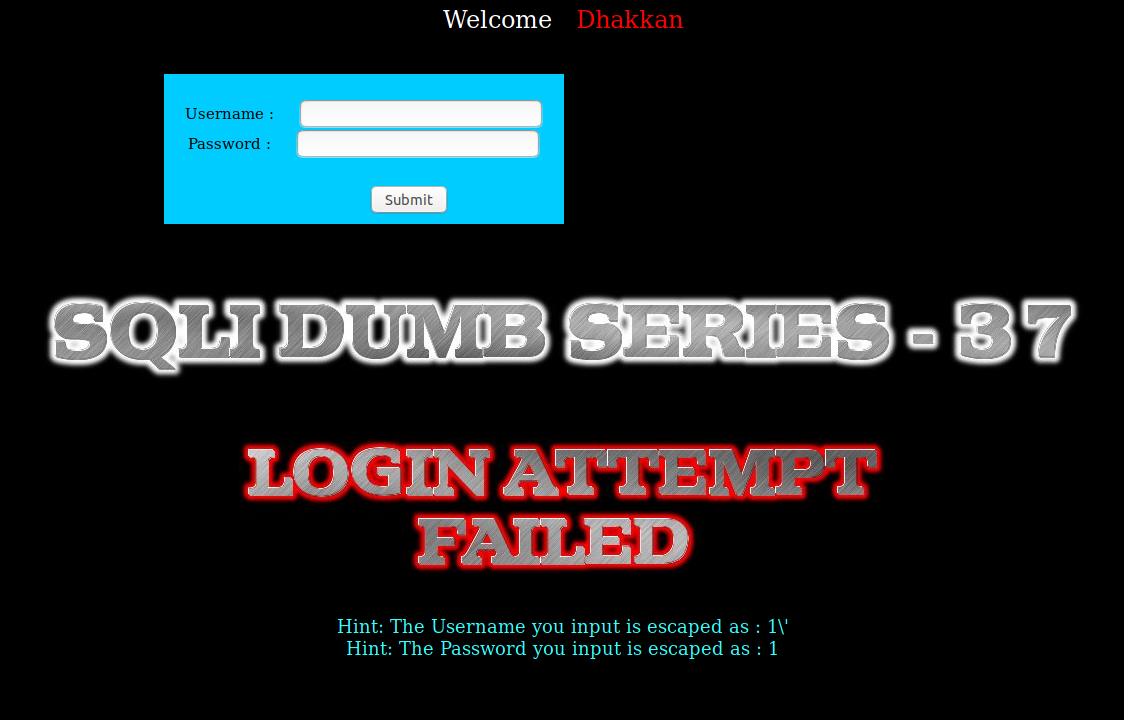 Welcome Dhakkan
Username :
Password :
Submit
SQLI DUMB SERIES - 37
LOGIN ATTEMPT
FAILED
Hint: The Username you input is escaped as : 1\'
Hint: The Password you input is escaped as : 1